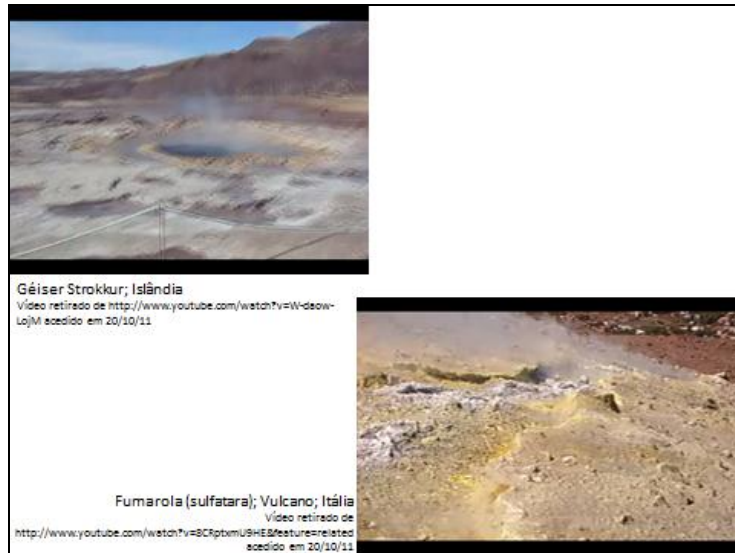 Géiser Strokkur; Islândia
Vídeo retirado de http://www.youtube.com/watch?v=W-daow-
LojM acedido em 20/10/11
Fumarola (sulfatara); Vulcano; Itália
Vídeo retirado de
http://www.youtube.com/watch?v=8CRptxmU9HE&feature=related
acedido em 20/10/11